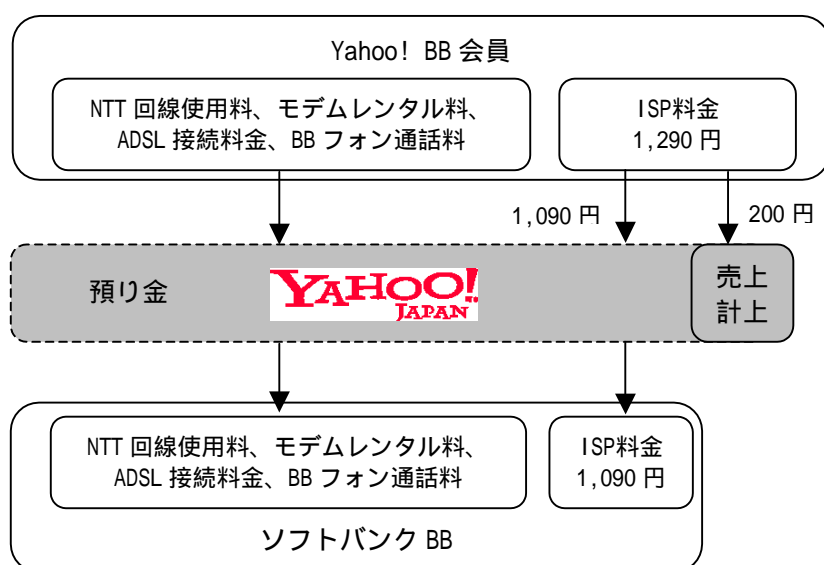 Yahoo! BB 会員
NTT 回線使用料、モデムレンタル料、
ADSL 接続料金、BB フォン通話料
ISP料金
1,290 円
1,090 円
200 円
預り金
YAHOO!
JAPAN
売上
計上
NTT 回線使用料、モデムレンタル料、
ADSL 接続料金、BB フォン通話料
ISP料金
1,090 円
ソフトバンク BB